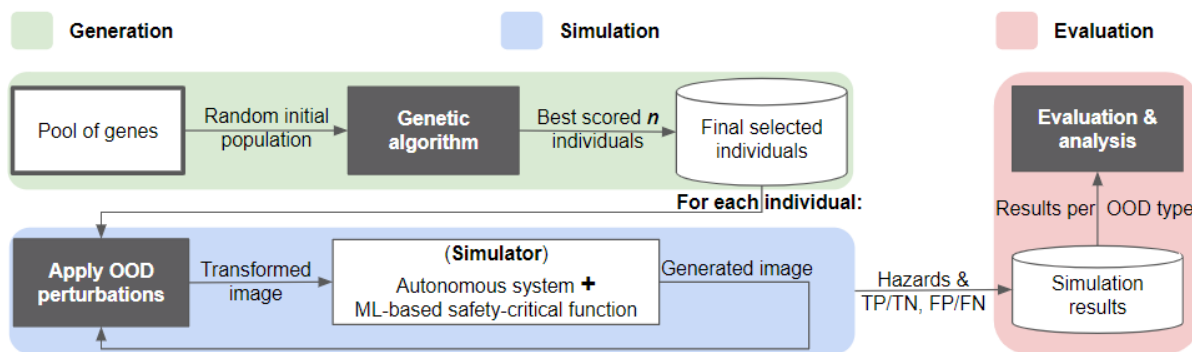 Generation
Simulation
Evaluation
Pool of genes
Random initial
population
Genetic
algorithm
Best scored n
individuals
Final selected
individuals
For each individual:
Evaluation &
analysis
Results per OOD type
Apply OOD
perturbations
Transformed
image
(Simulator)
Autonomous system +
ML-based safety-critical function
Generated image
Hazards &
TP/TN, FP/FN
Simulation
results